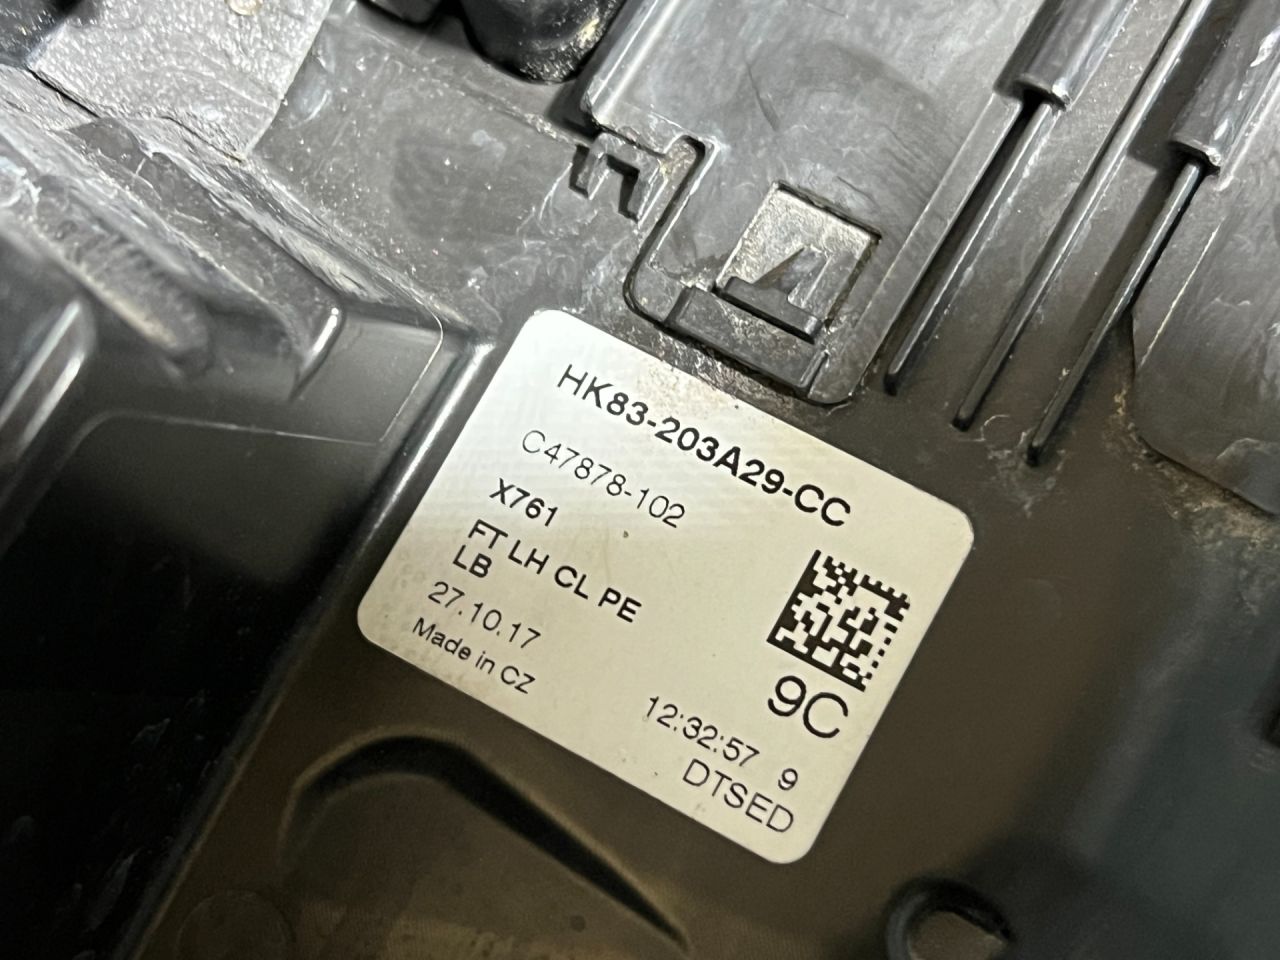 HK83-203A29-CC
C47878-102
X761
FT LH CL PE
LB
27.10.17
Made in CZ
9C
12:32:57 9
DTSED